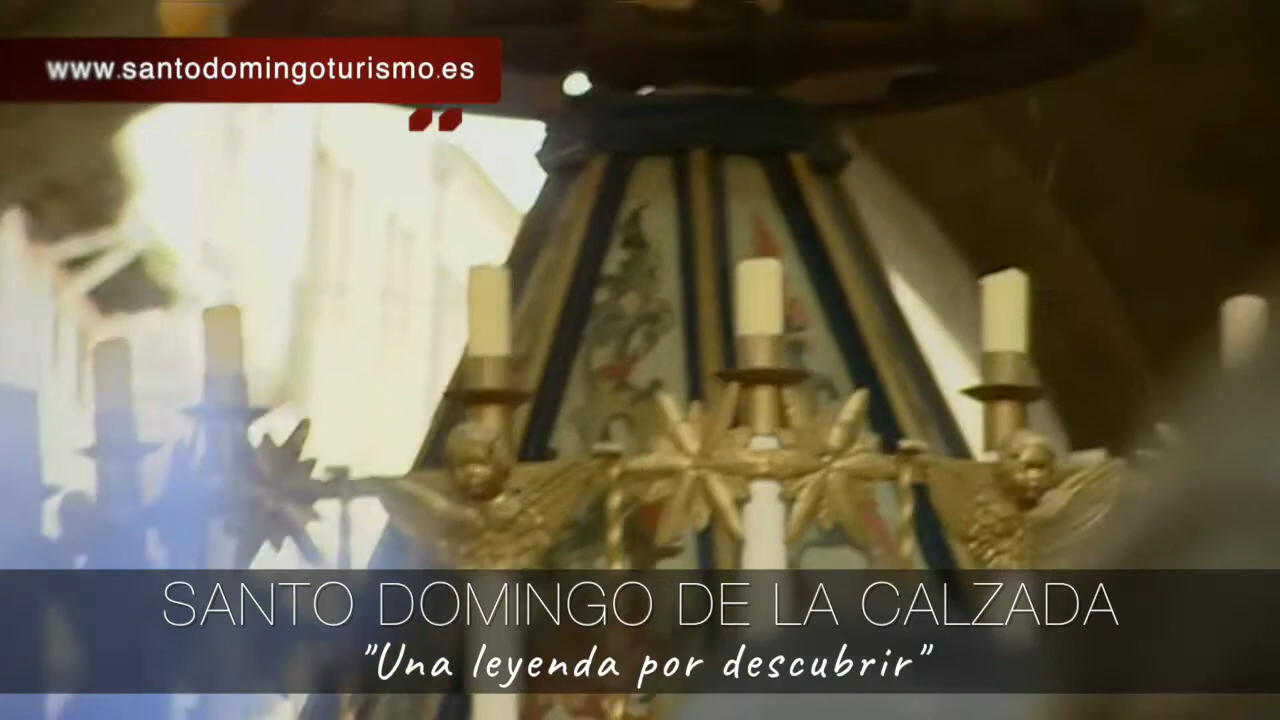 www.santodomingoturismo.es
SANTO DOMINGO DE LA CALZADA
"Una leyenda por descubrir"